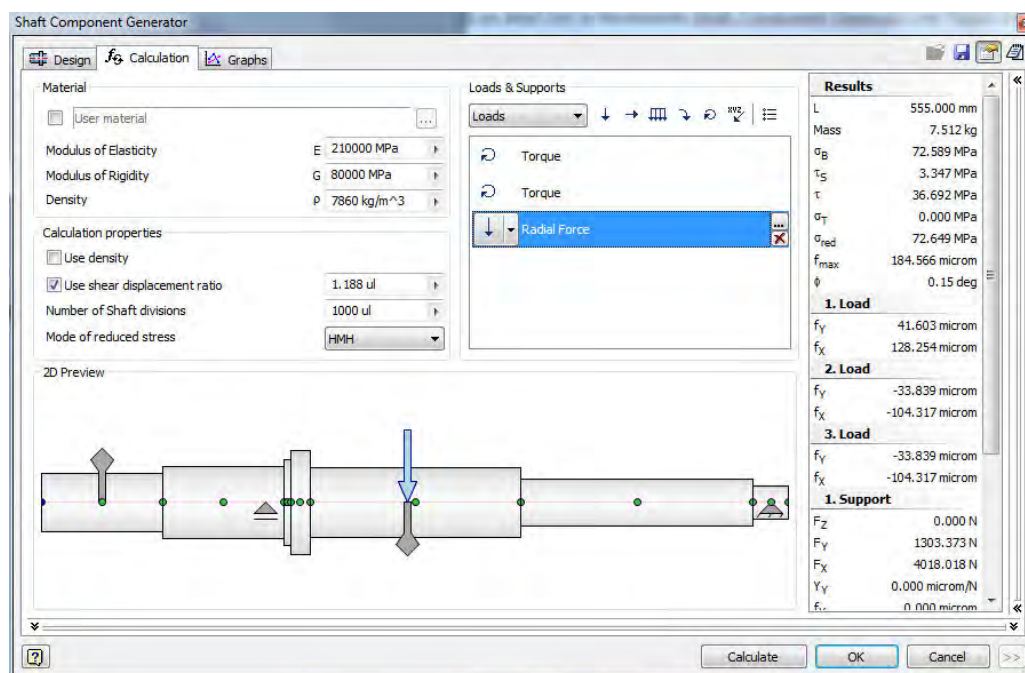 Shaft Component Generator
Design
Calculation
Graphs
Material
User material
...
Modulus of Elasticity E 210000 MPa
Modulus of Rigidity G 80000 MPa
Density ρ 7860 kg/m^3
Calculation properties
Use density
Use shear displacement ratio 1.188 ul
Number of Shaft divisions 1000 ul
Mode of reduced stress HMH
Loads & Supports
Loads
XYZ
Torque
Torque
Radial Force
...
2D Preview
Results
L 555.000 mm
Mass 7.512 kg
σB 72.589 MPa
τS 3.347 MPa
τ 36.692 MPa
σT 0.000 MPa
σred 72.649 MPa
fmax 184.566 microm
ϕ 0.15 deg
1. Load
fY 41.603 microm
fX 128.254 microm
2. Load
fY -33.839 microm
fX -104.317 microm
3. Load
fY -33.839 microm
fX -104.317 microm
1. Support
FZ 0.000 N
FY 1303.373 N
FX 4018.018 N
YY 0.000 microm/N
0.000 microm
?
Calculate
OK
Cancel
>>